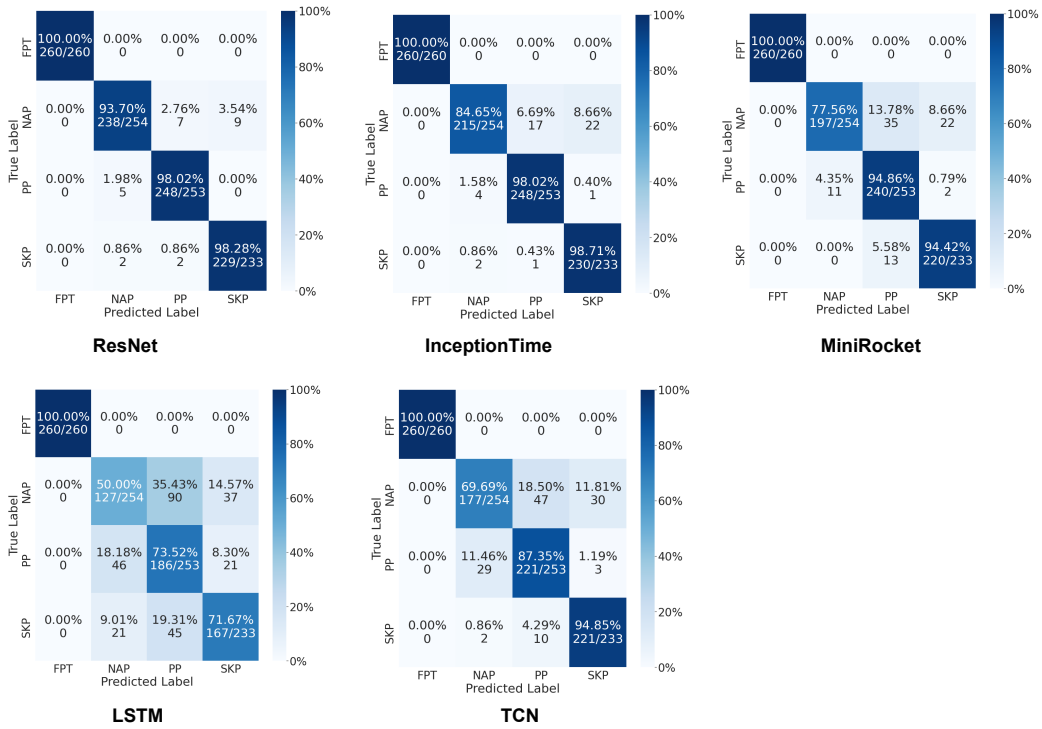 100%
80%
60%
40%
20%
0%
True Label
FPT
NAP
PP
SKP
100.00% 0.00% 0.00% 0.00%
260/260 0 0 0
0.00% 93.70% 2.76% 3.54%
0 238/254 7 9
0.00% 1.98% 98.02% 0.00%
0 5 248/253 0
0.00% 0.86% 0.86% 98.28%
0 2 2 229/233
FPT NAP PP SKP
Predicted Label
ResNet
100%
80%
60%
40%
20%
0%
True Label
FPT
NAP
PP
SKP
100.00% 0.00% 0.00% 0.00%
260/260 0 0 0
0.00% 84.65% 6.69% 8.66%
0 215/254 17 22
0.00% 1.58% 98.02% 0.40%
0 4 248/253 1
0.00% 0.86% 0.43% 98.71%
0 2 1 230/233
FPT NAP PP SKP
Predicted Label
InceptionTime
100%
80%
60%
40%
20%
0%
True Label
FPT
NAP
PP
SKP
100.00% 0.00% 0.00% 0.00%
260/260 0 0 0
0.00% 77.56% 13.78% 8.66%
0 197/254 35 22
0.00% 4.35% 94.86% 0.79%
0 11 240/253 2
0.00% 0.00% 5.58% 94.42%
0 0 13 220/233
FPT NAP PP SKP
Predicted Label
MiniRocket
100%
80%
60%
40%
20%
0%
True Label
FPT
NAP
PP
SKP
100.00% 0.00% 0.00% 0.00%
260/260 0 0 0
0.00% 50.00% 35.43% 14.57%
0 127/254 90 37
0.00% 18.18% 73.52% 8.30%
0 46 186/253 21
0.00% 9.01% 19.31% 71.67%
0 21 45 167/233
FPT NAP PP SKP
Predicted Label
LSTM
100%
80%
60%
40%
20%
0%
True Label
FPT
NAP
PP
SKP
100.00% 0.00% 0.00% 0.00%
260/260 0 0 0
0.00% 69.69% 18.50% 11.81%
0 177/254 47 30
0.00% 11.46% 87.35% 1.19%
0 29 221/253 3
0.00% 0.86% 4.29% 94.85%
0 2 10 221/233
FPT NAP PP SKP
Predicted Label
TCN